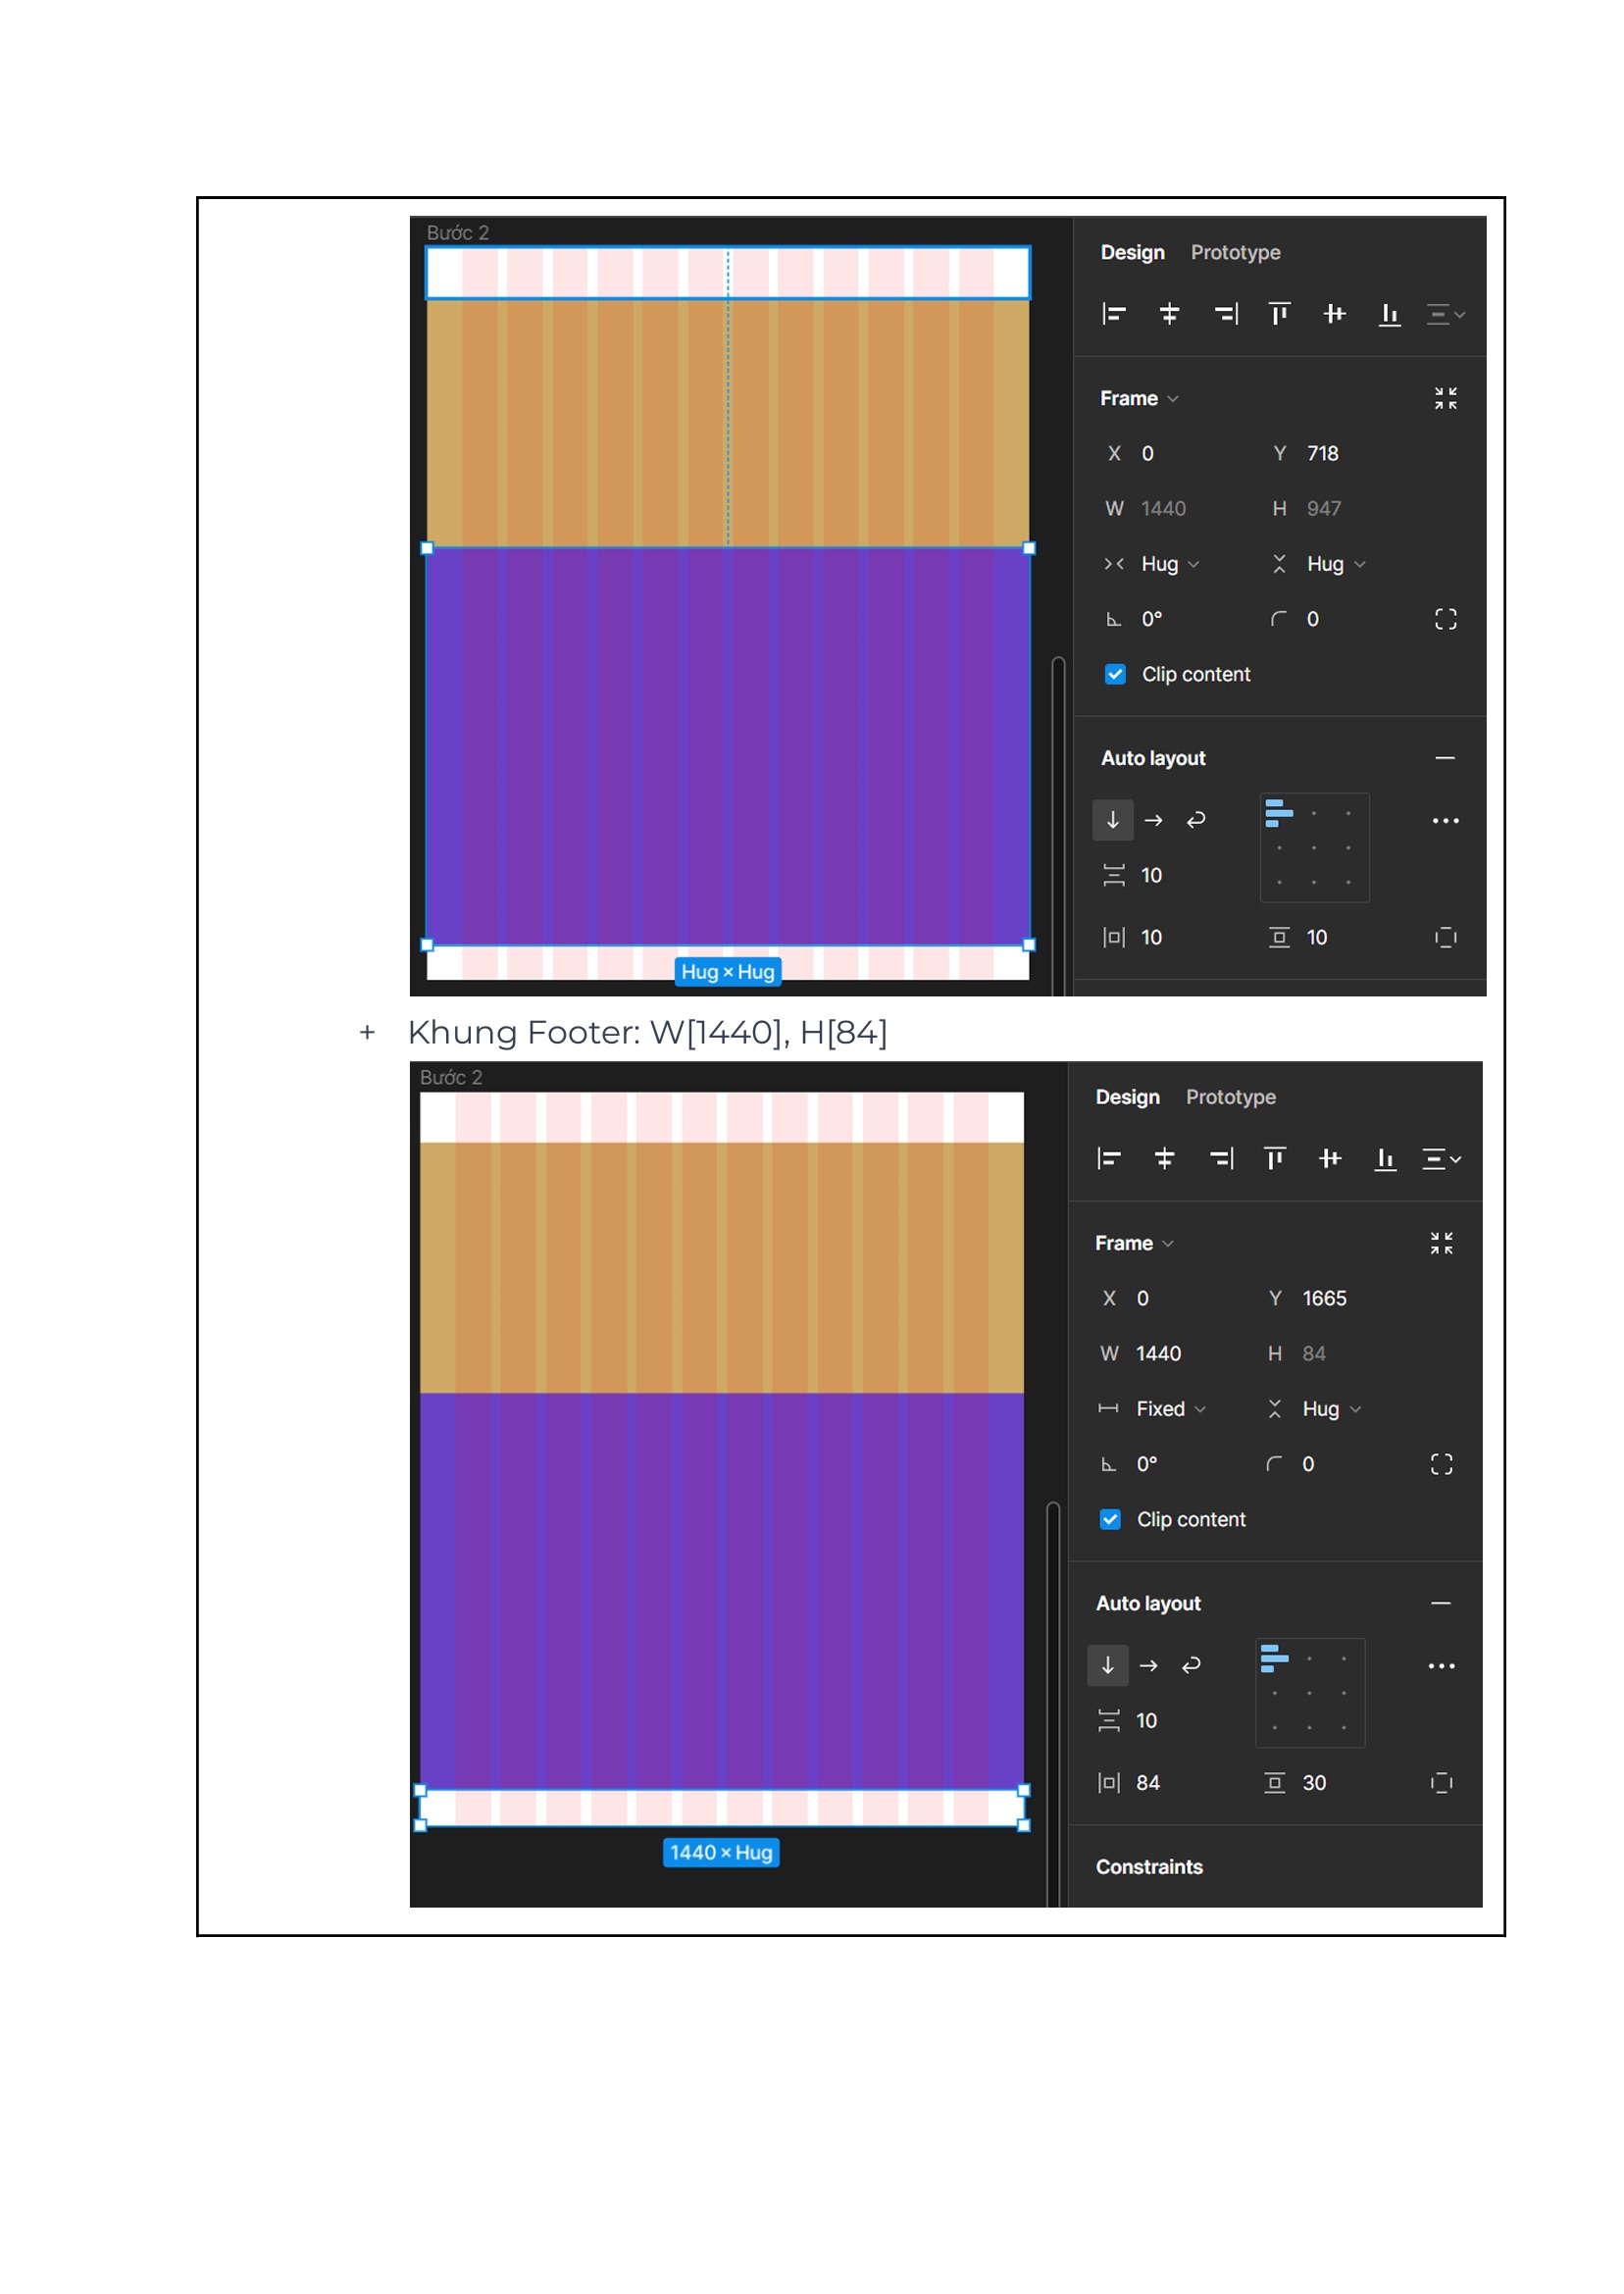 Bước 2
Design Prototype
Frame
X 0 Y 718
W 1440 H 947
Hug Hug
0° 0
Clip content
Auto layout
10
10 10
Hug × Hug
+ Khung Footer: W[1440], H[84]
Bước 2
Design Prototype
Frame
X 0 Y 1665
W 1440 H 84
Fixed Hug
0° 0
Clip content
Auto layout
10
84 30
1440 × Hug
Constraints